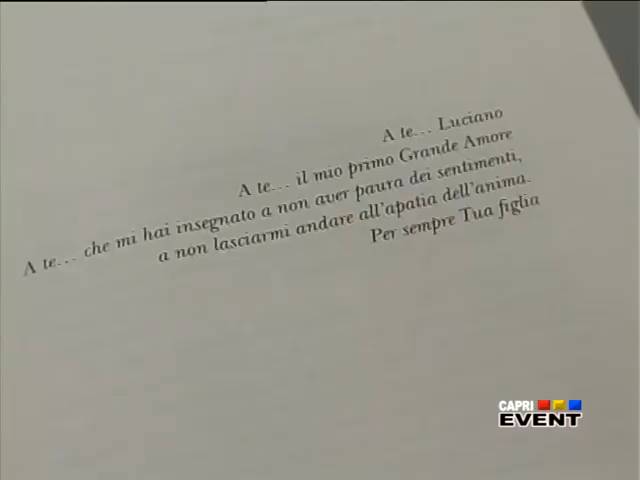 A te... Luciano
A te... il mio primo Grande Amore
A te... che mi hai insegnato a non aver paura dei sentimenti,
a non lasciarmi andare all'apatia dell'anima.
Per sempre Tua figlia
CAPRI
EVENT